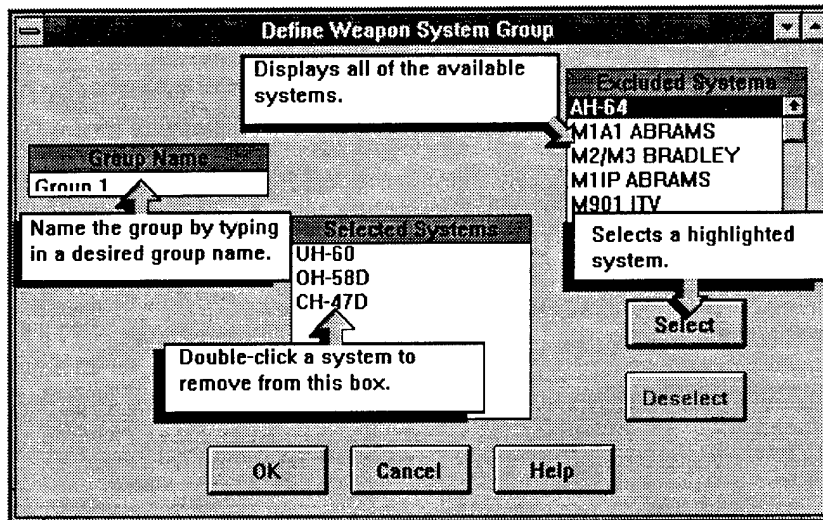 Define Weapon System Group
Displays all of the available
systems.
Excluded Systems
AH-64
M1A1 ABRAMS
M2/M3 BRADLEY
M1IP ABRAMS
M901 ITV
Group Name
Group 1
Name the group by typing
in a desired group name.
Selected Systems
UH-60
OH-58D
CH-47D
Selects a highlighted
system.
Select
Double-click a system to
remove from this box.
Deselect
OK
Cancel
Help